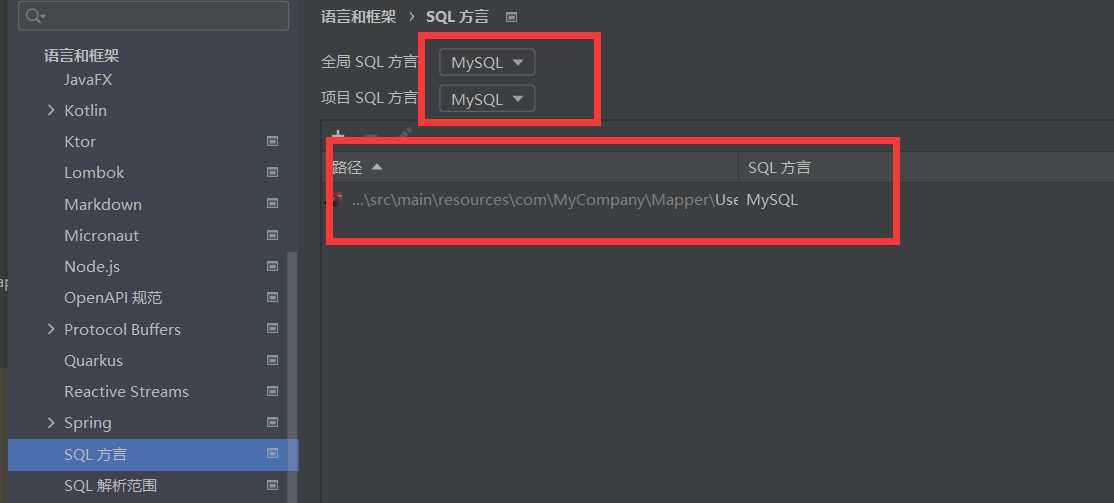 语言和框架
JavaFX
Kotlin
Ktor
Lombok
Markdown
Micronaut
Node.js
OpenAPI 规范
Protocol Buffers
Quarkus
Reactive Streams
Spring
SQL 方言
SQL 解析范围
语言和框架 › SQL 方言
全局 SQL 方言 MySQL
项目 SQL 方言 MySQL
路径 SQL 方言
...\src\main\resources\com\MyCompany\Mapper\Use MySQL